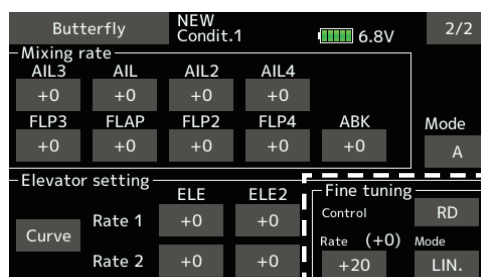 Butterfly NEW Condit.1 6.8V 2/2
Mixing rate
AIL3 AIL AIL2 AIL4
+0 +0 +0 +0
FLP3 FLAP FLP2 FLP4 ABK Mode
+0 +0 +0 +0 +0 A
Elevator setting
ELE ELE2
Curve
Rate 1 +0 +0
Rate 2 +0 +0
Fine tuning
Control RD
Rate (+0) Mode
+20 LIN.